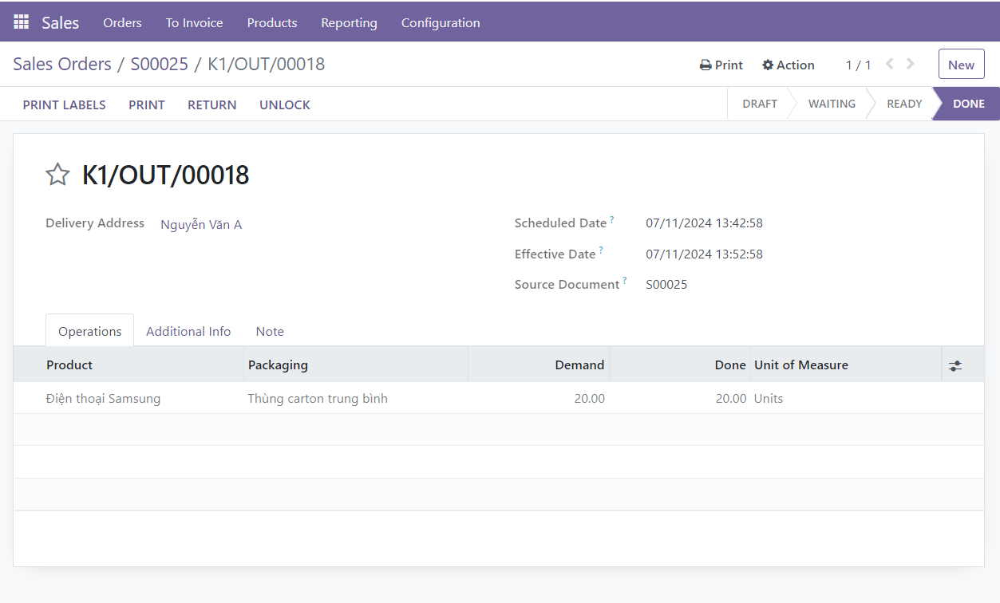 Sales Orders To Invoice Products Reporting Configuration
Sales Orders / S00025 / K1/OUT/00018 Print Action 1 / 1 New
PRINT LABELS PRINT RETURN UNLOCK DRAFT WAITING READY DONE
K1/OUT/00018
Delivery Address Nguyễn Văn A Scheduled Date ? 07/11/2024 13:42:58
Effective Date ? 07/11/2024 13:52:58
Source Document ? S00025
Operations Additional Info Note
Product Packaging Demand Done Unit of Measure
Điện thoại Samsung Thùng carton trung bình 20.00 20.00 Units